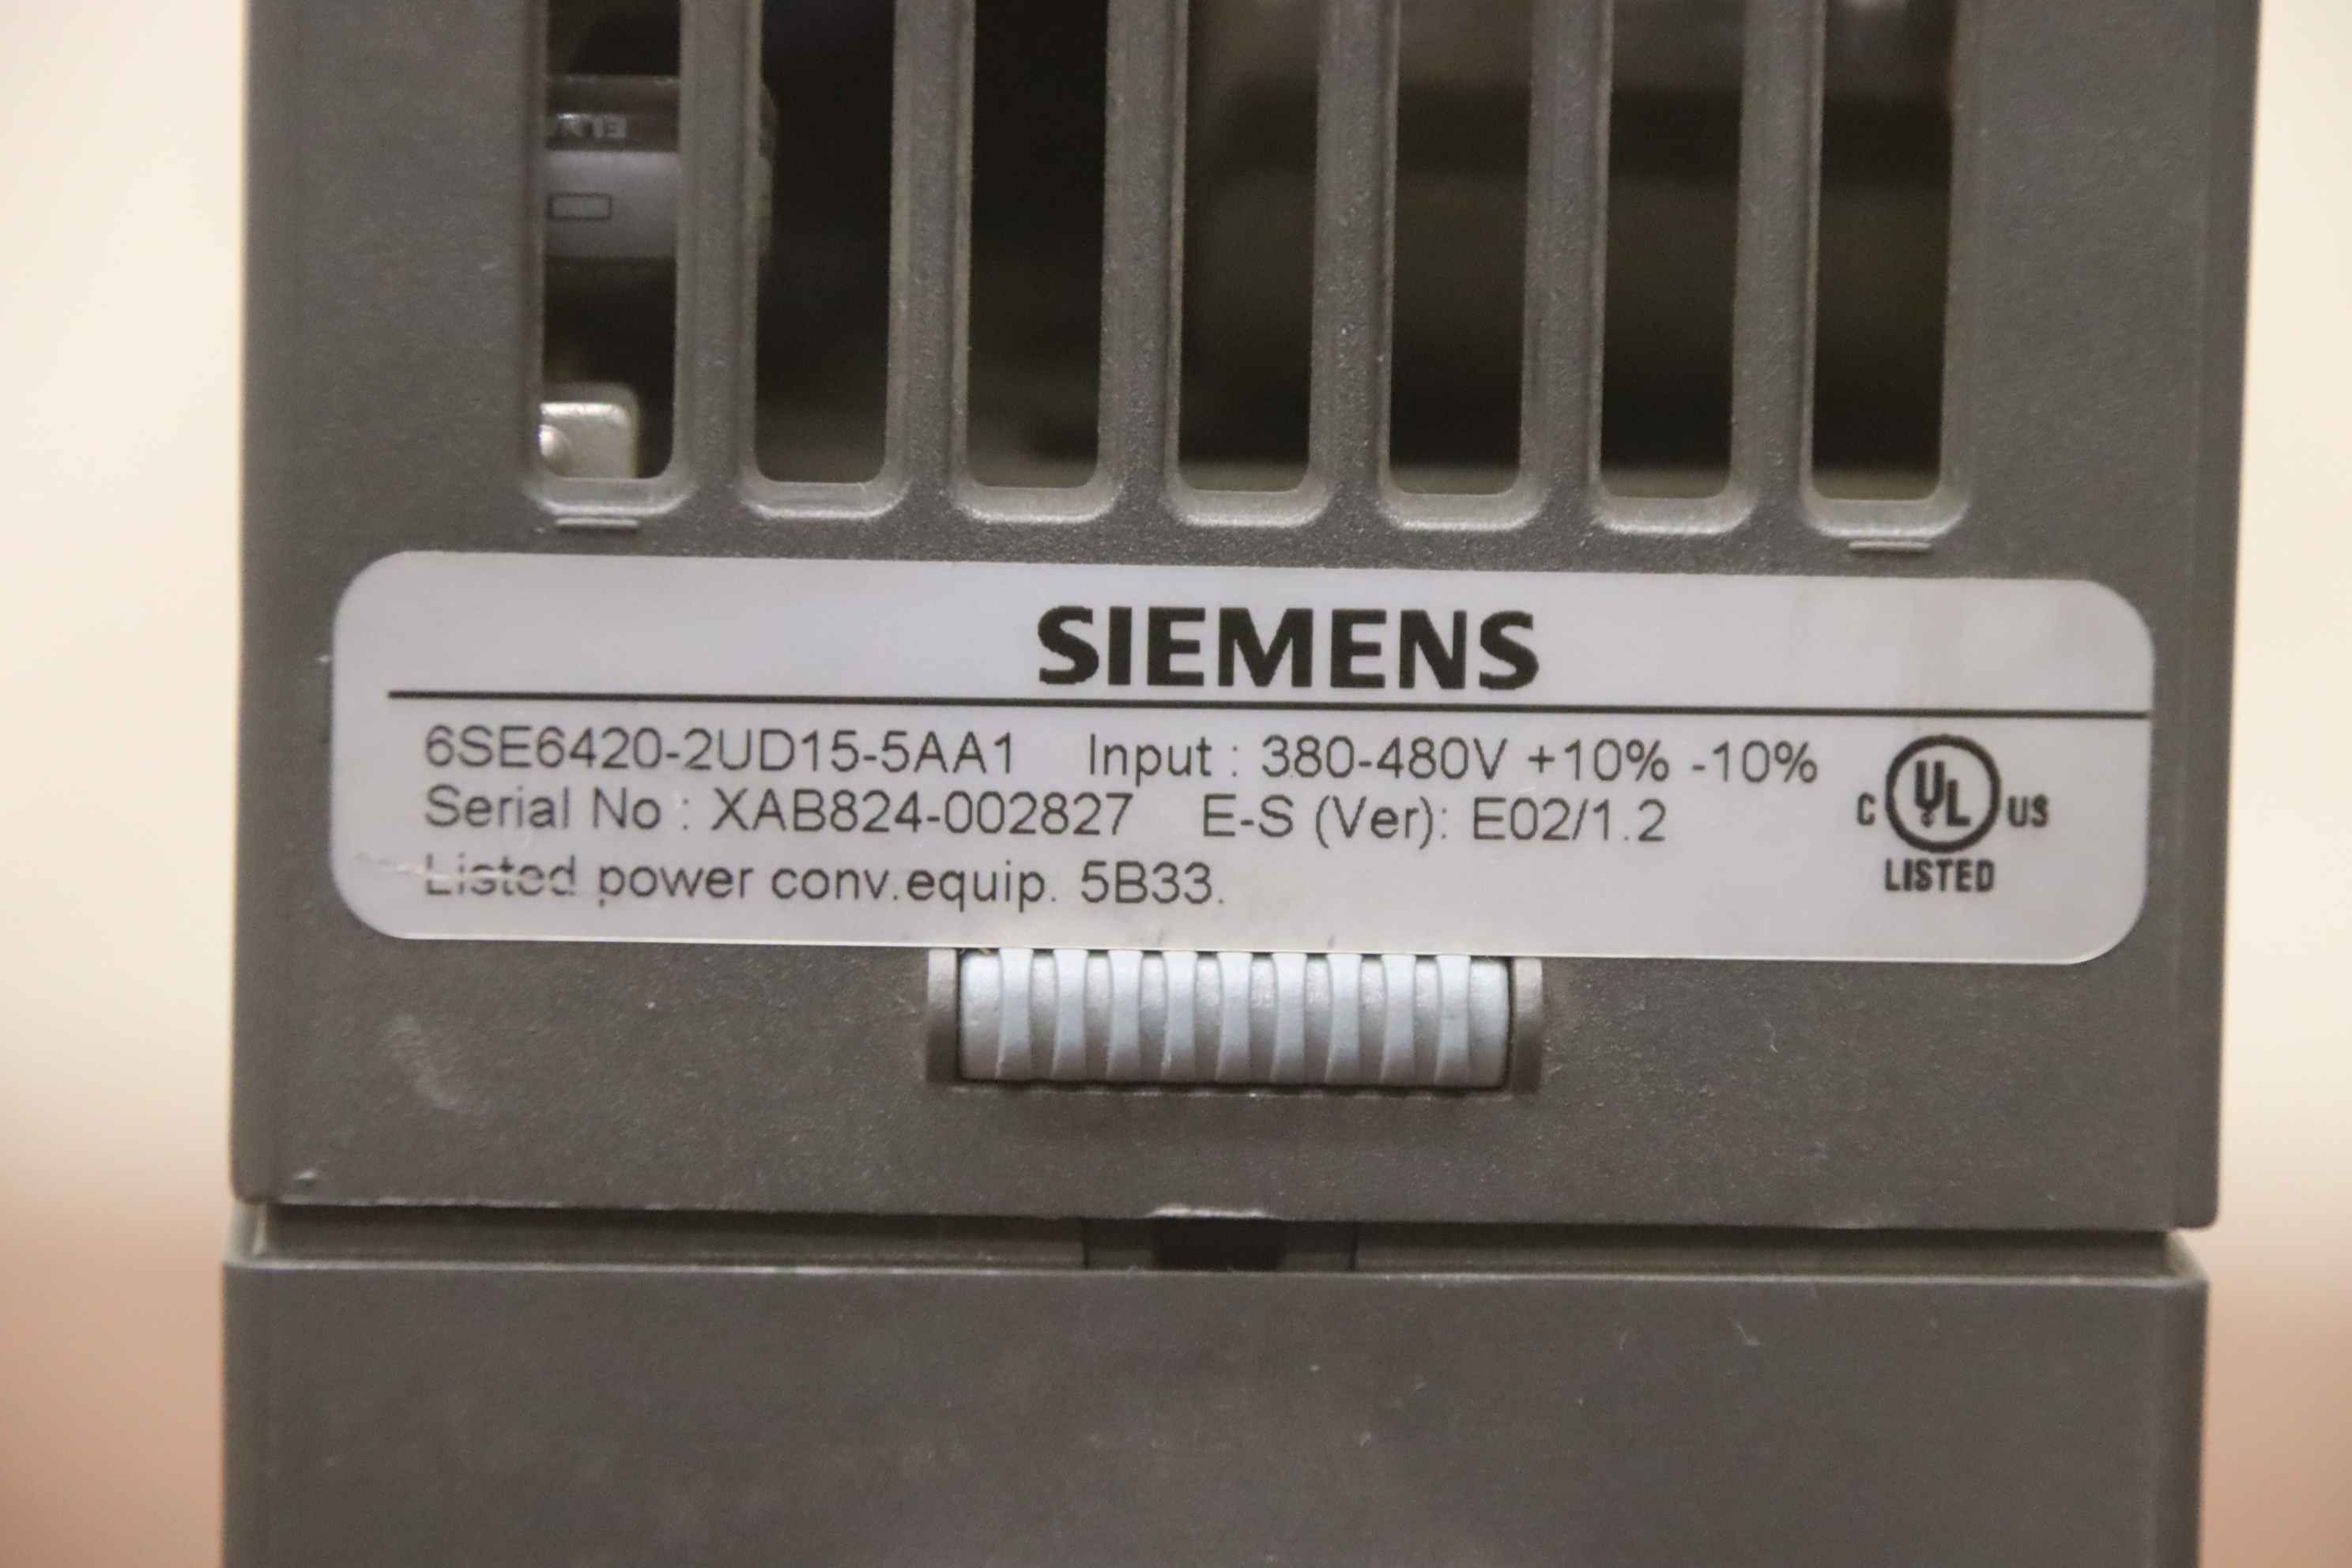 SIEMENS
6SE6420-2UD15-5AA1 Input : 380-480V +10% -10%
Serial No : XAB824-002827 E-S (Ver): E02/1.2
Listed power conv.equip. 5B33.
C UL US
LISTED